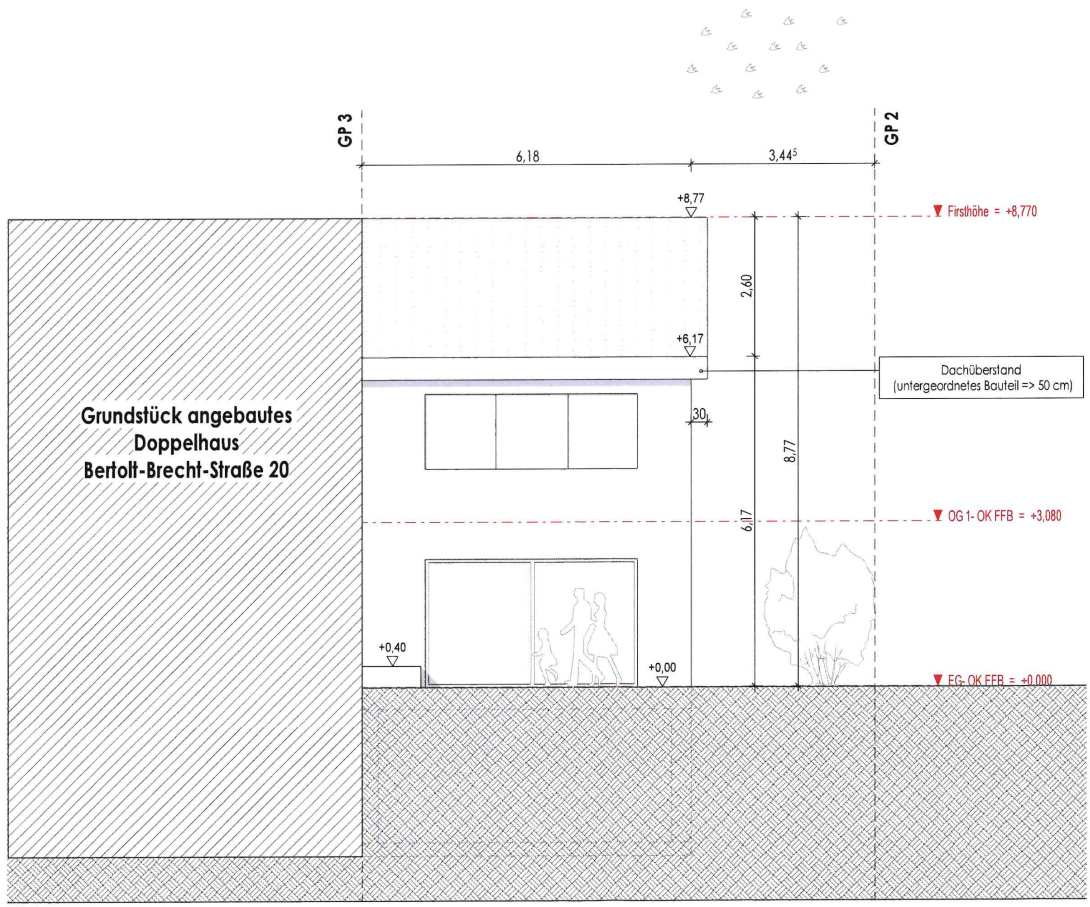 GP 3
GP 2
6,18
3,44⁵
+8,77
Firsthöhe = +8,770
2,60
+6,17
Dachüberstand
(untergeordnetes Bauteil => 50 cm)
30
Grundstück angebautes
Doppelhaus
Bertolt-Brecht-Straße 20
8,77
6,17
OG 1- OK FFB = +3,080
+0,40
+0,00
EG- OK FFB = +0,000